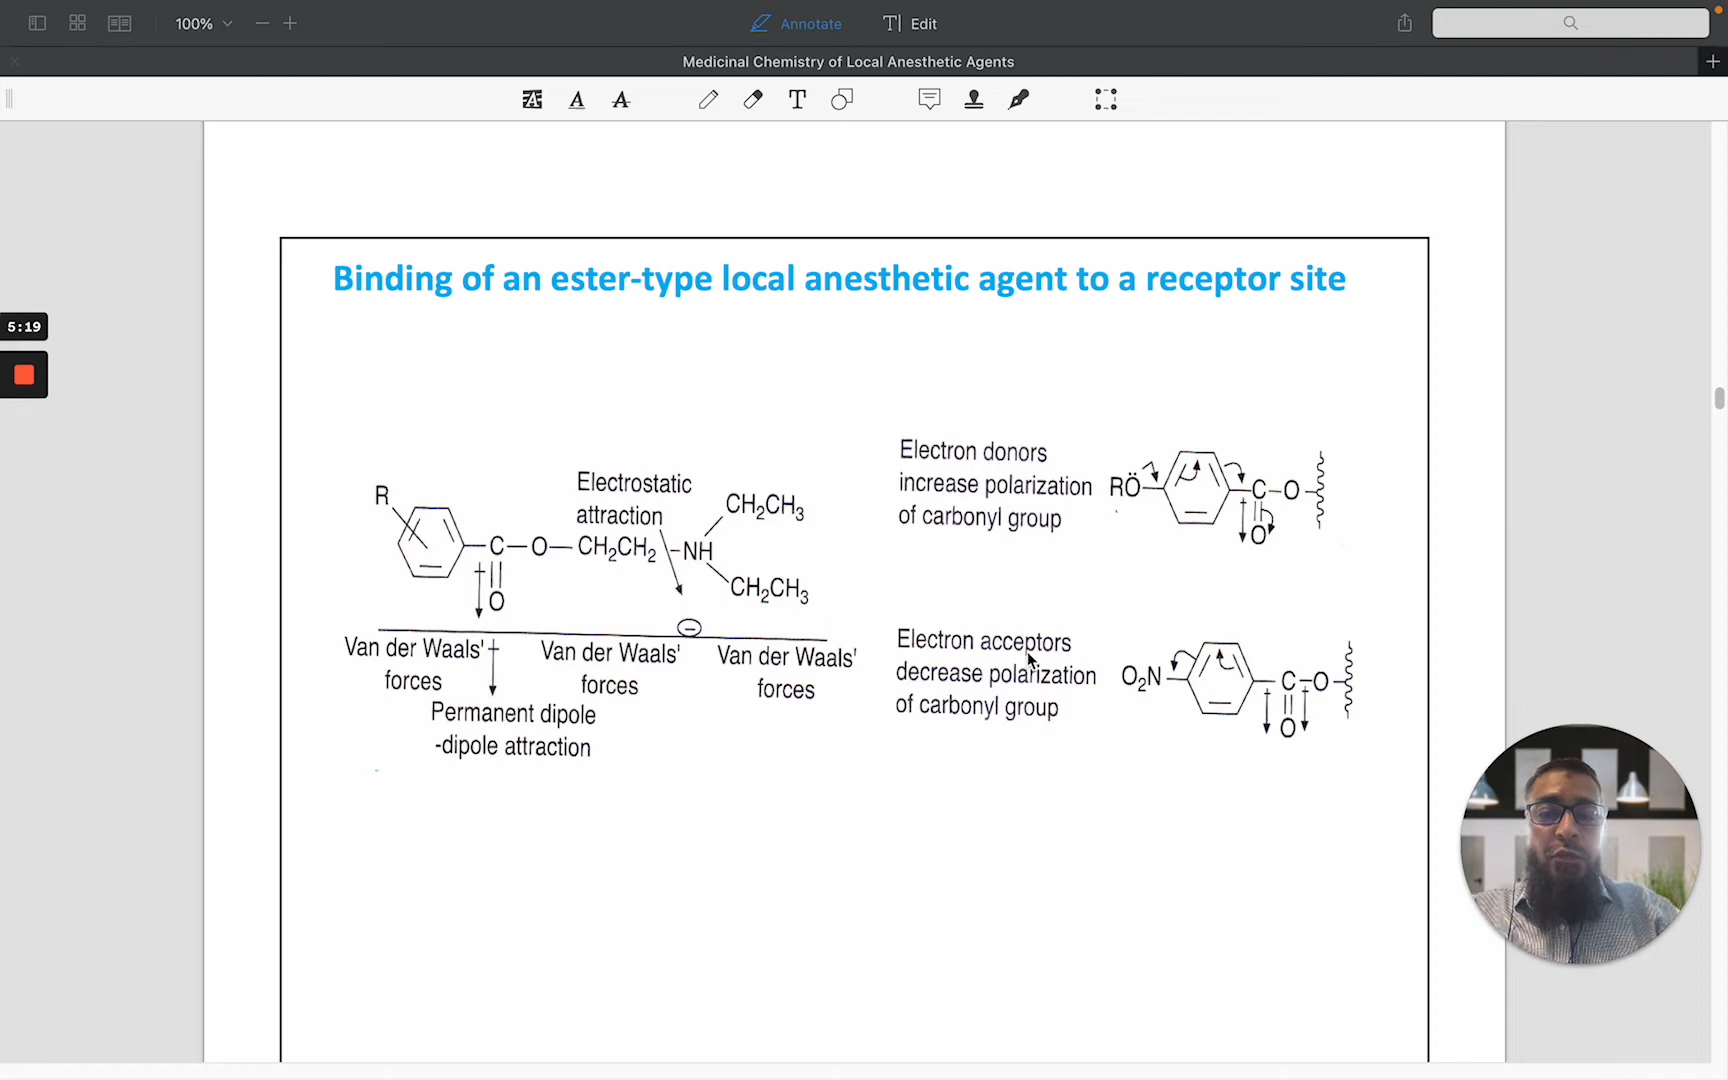 100%
Annotate
Edit
Medicinal Chemistry of Local Anesthetic Agents
5:19
Binding of an ester-type local anesthetic agent to a receptor site
R
Electrostatic
attraction
CH2CH3
C–O–CH2CH2–NH
O
CH2CH3
Van der Waals'
forces
Van der Waals'
forces
Van der Waals'
forces
Permanent dipole
-dipole attraction
Electron donors
increase polarization
of carbonyl group
RÖ
C–O
O
Electron acceptors
decrease polarization
of carbonyl group
O2N
C–O
O